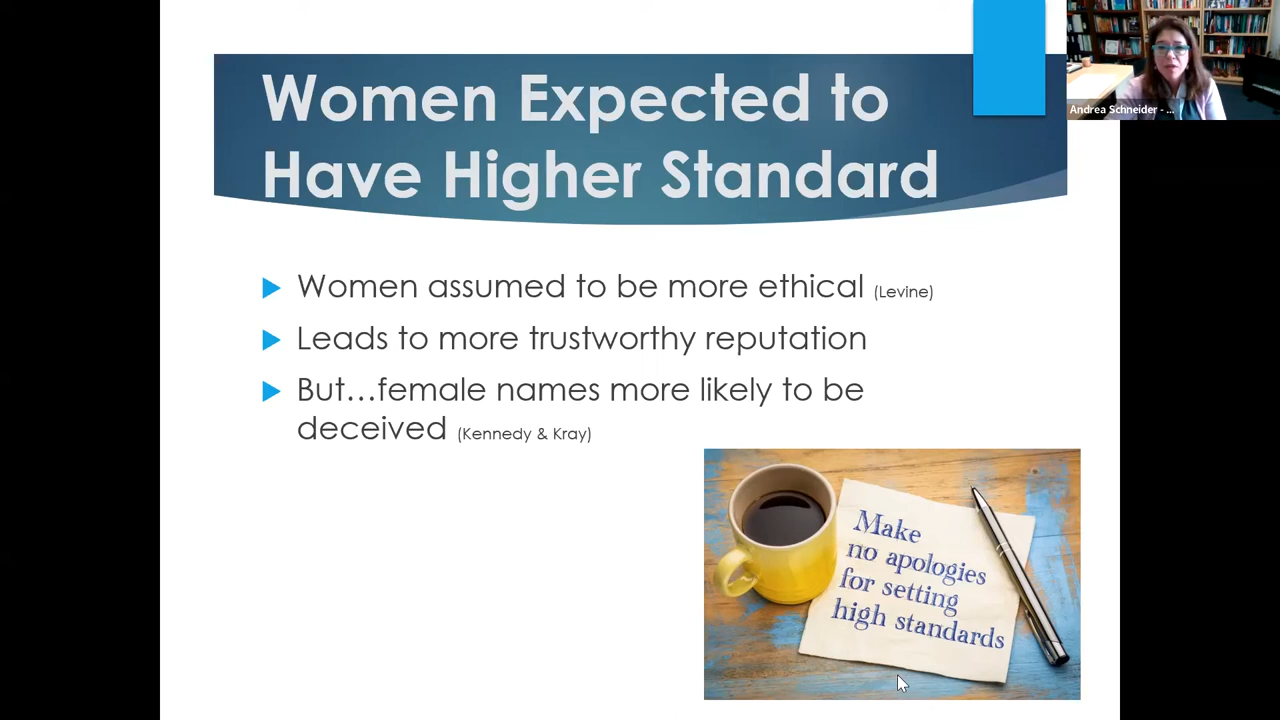 Women Expected to
Have Higher Standard
Andrea Schneider - ...
Women assumed to be more ethical (Levine)
Leads to more trustworthy reputation
But…female names more likely to be
deceived (Kennedy & Kray)
Make
no apologies
for setting
high standards